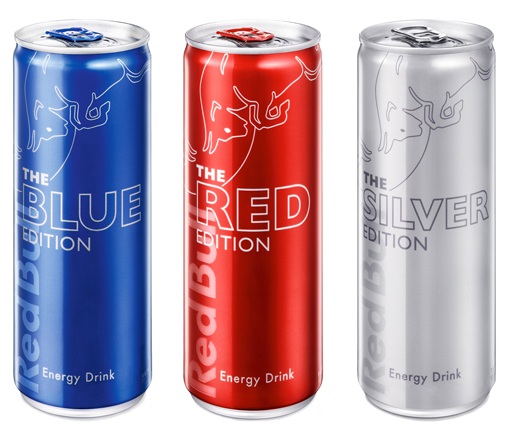 THE
BLUE
EDITION
Red Bull
Energy Drink
THE
RED
EDITION
Red Bull
Energy Drink
THE
SILVER
EDITION
Red Bull
Energy Drink